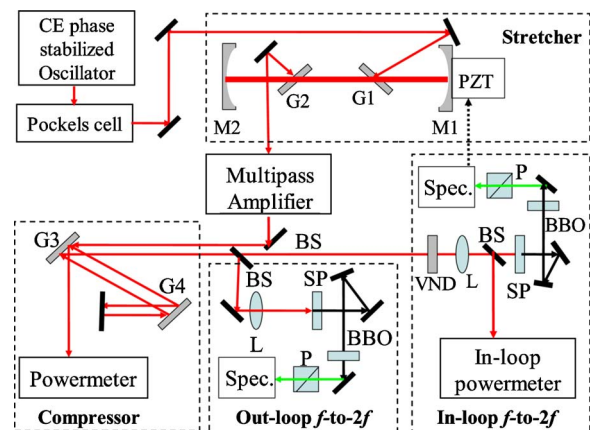 CE phase
stabilized
Oscillator
Pockels cell
Stretcher
G2
G1
PZT
M2
M1
Multipass
Amplifier
Spec.
P
BBO
G3
BS
BS
BS
G4
VND
L
SP
L
SP
BBO
P
Spec.
Powermeter
In-loop
powermeter
Compressor
Out-loop f-to-2f
In-loop f-to-2f